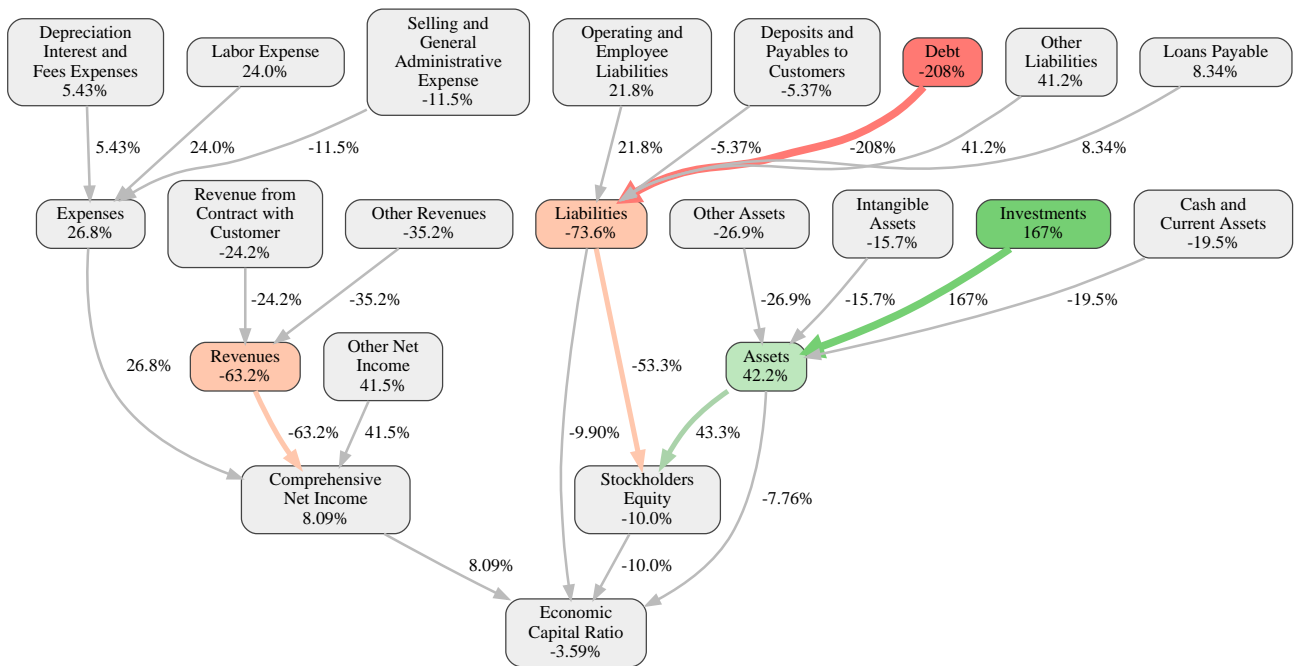 Depreciation
Interest and
Fees Expenses
5.43%
Labor Expense
24.0%
Selling and
General
Administrative
Expense
-11.5%
Operating and
Employee
Liabilities
21.8%
Deposits and
Payables to
Customers
-5.37%
Debt
-208%
Other
Liabilities
41.2%
Loans Payable
8.34%
5.43%
24.0%
-11.5%
21.8%
-5.37%
-208%
41.2%
8.34%
Expenses
26.8%
Revenue from
Contract with
Customer
-24.2%
Other Revenues
-35.2%
Liabilities
-73.6%
Other Assets
-26.9%
Intangible
Assets
-15.7%
Investments
167%
Cash and
Current Assets
-19.5%
-24.2%
-35.2%
-26.9%
-15.7%
167%
-19.5%
26.8%
Revenues
-63.2%
Other Net
Income
41.5%
-53.3%
Assets
42.2%
-63.2%
41.5%
-9.90%
43.3%
Comprehensive
Net Income
8.09%
Stockholders
Equity
-10.0%
-7.76%
8.09%
-10.0%
Economic
Capital Ratio
-3.59%